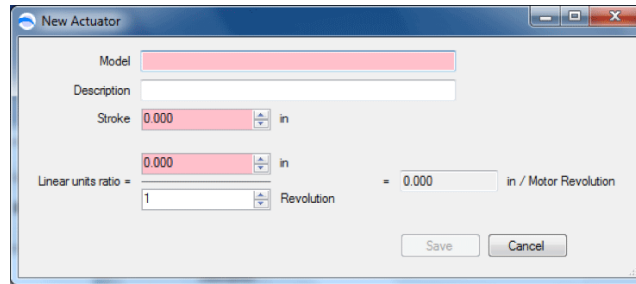 New Actuator
Model
Description
Stroke 0.000 in
0.000 in
Linear units ratio = = 0.000 in / Motor Revolution
1 Revolution
Save Cancel